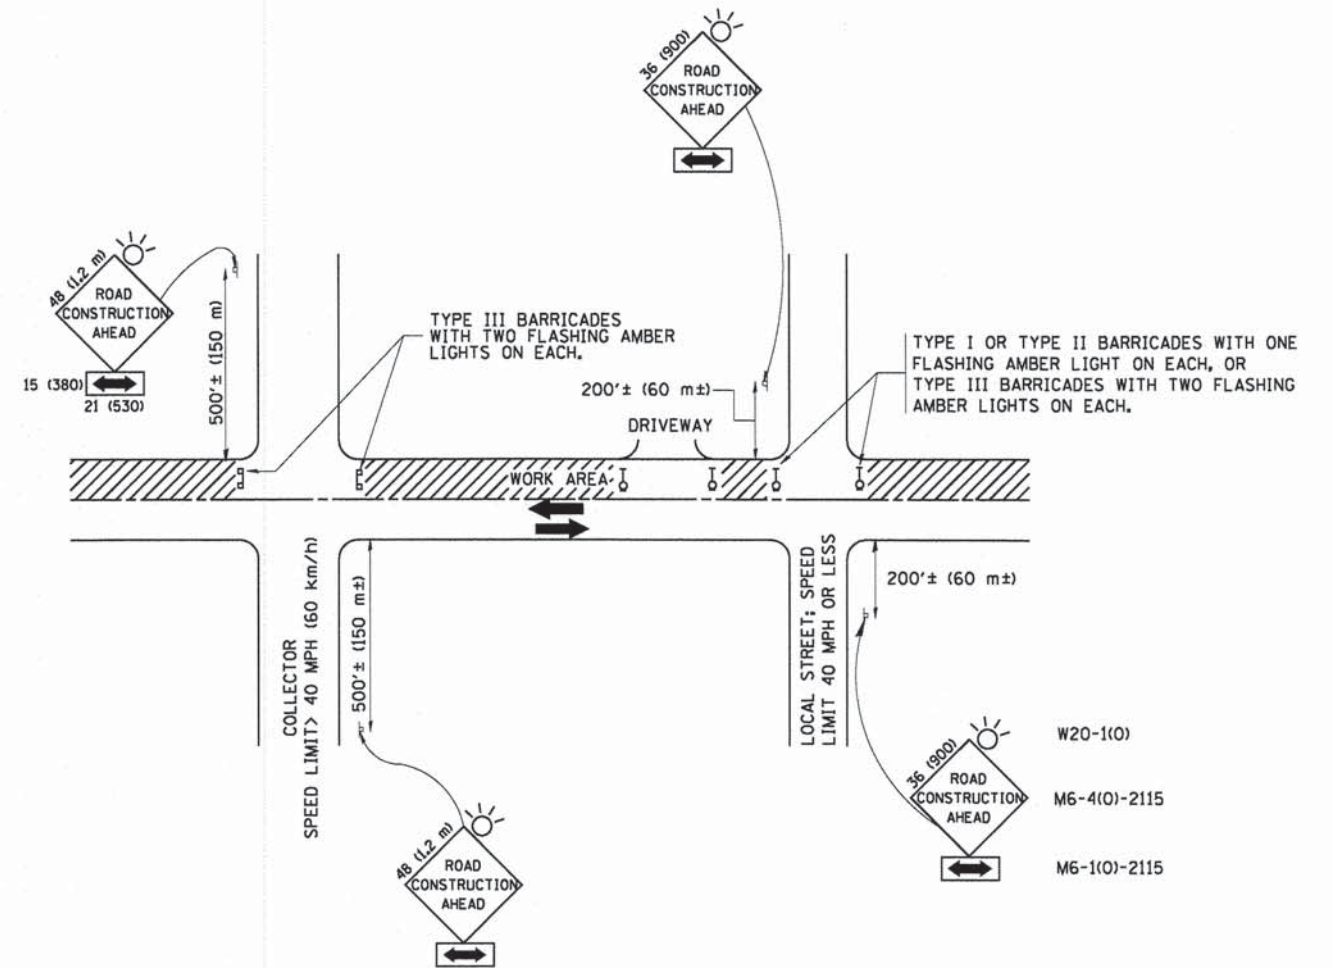 36 (900)
ROAD
CONSTRUCTION
AHEAD
48 (1.2 m)
ROAD
CONSTRUCTION
AHEAD
15 (380)
21 (530)
500'± (150 m)
TYPE III BARRICADES
WITH TWO FLASHING AMBER
LIGHTS ON EACH.
200'± (60 m±)
DRIVEWAY
TYPE I OR TYPE II BARRICADES WITH ONE
FLASHING AMBER LIGHT ON EACH, OR
TYPE III BARRICADES WITH TWO FLASHING
AMBER LIGHTS ON EACH.
WORK AREA
COLLECTOR
SPEED LIMIT> 40 MPH (60 km/h)
500'± (150 m±)
LOCAL STREET; SPEED
LIMIT 40 MPH OR LESS
200'± (60 m±)
48 (1.2 m)
ROAD
CONSTRUCTION
AHEAD
36 (900)
ROAD
CONSTRUCTION
AHEAD
W20-1(O)
M6-4(O)-2115
M6-1(O)-2115